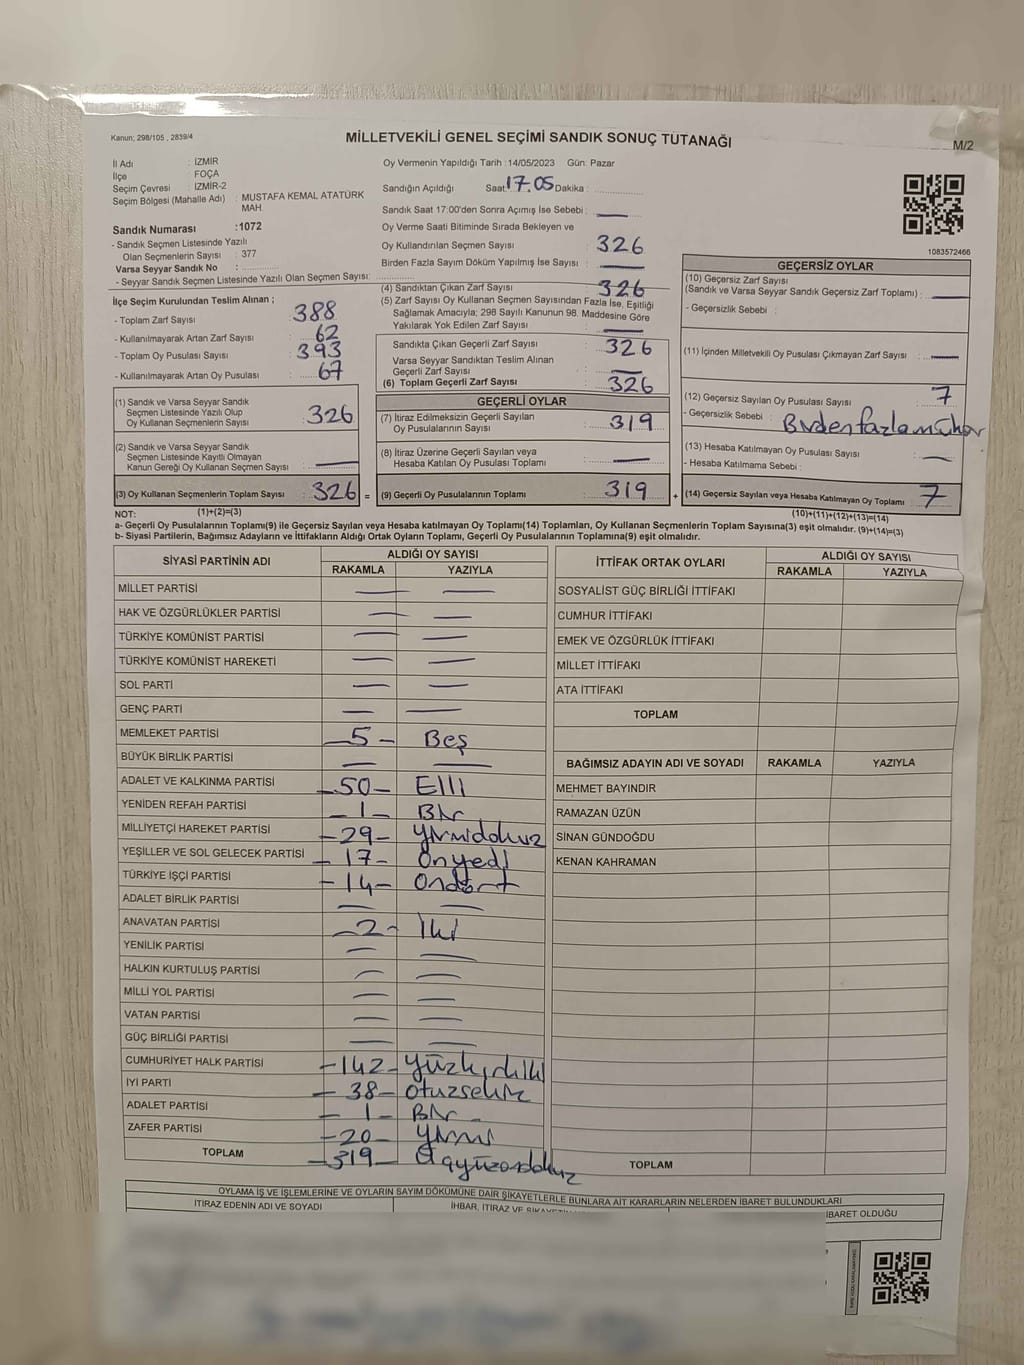 Kanun; 298/105 , 2839/4
MİLLETVEKİLİ GENEL SEÇİMİ SANDIK SONUÇ TUTANAĞI
M/2
İl Adı : İZMİR
İlçe : FOÇA
Seçim Çevresi : İZMİR-2
Seçim Bölgesi (Mahalle Adı) : MUSTAFA KEMAL ATATÜRK MAH.
Sandık Numarası :1072
- Sandık Seçmen Listesinde Yazılı
Olan Seçmenlerin Sayısı : 377
Varsa Seyyar Sandık No :
- Seyyar Sandık Seçmen Listesinde Yazılı Olan Seçmen Sayısı:
Oy Vermenin Yapıldığı Tarih :14/05/2023 Gün: Pazar
Sandığın Açıldığı Saat 17.05 Dakika :
Sandık Saat 17:00'den Sonra Açımış İse Sebebi : —
Oy Verme Saati Bitiminde Sırada Bekleyen ve
Oy Kullandırılan Seçmen Sayısı 326
Birden Fazla Sayım Döküm Yapılmış İse Sayısı : —
1083572466
İlçe Seçim Kurulundan Teslim Alınan ;
- Toplam Zarf Sayısı : 388
- Kullanılmayarak Artan Zarf Sayısı : 62
- Toplam Oy Pusulası Sayısı : 393
- Kullanılmayarak Artan Oy Pusulası : 67
(4) Sandıktan Çıkan Zarf Sayısı : 326
(5) Zarf Sayısı Oy Kullanan Seçmen Sayısından Fazla İse, Eşitliği
Sağlamak Amacıyla; 298 Sayılı Kanunun 98. Maddesine Göre
Yakılarak Yok Edilen Zarf Sayısı : —
Sandıkta Çıkan Geçerli Zarf Sayısı : 326
Varsa Seyyar Sandıktan Teslim Alınan
Geçerli Zarf Sayısı : —
(6) Toplam Geçerli Zarf Sayısı : 326
GEÇERSİZ OYLAR
(10) Geçersiz Zarf Sayısı
(Sandık ve Varsa Seyyar Sandık Geçersiz Zarf Toplamı) : —
- Geçersizlik Sebebi :
(11) İçinden Milletvekili Oy Pusulası Çıkmayan Zarf Sayısı : —
(12) Geçersiz Sayılan Oy Pusulası Sayısı : 7
- Geçersizlik Sebebi : Birden fazla mühür
(13) Hesaba Katılmayan Oy Pusulası Sayısı : —
- Hesaba Katılmama Sebebi :
(1) Sandık ve Varsa Seyyar Sandık
Seçmen Listesinde Yazılı Olup
Oy Kullanan Seçmenlerin Sayısı : 326
(2) Sandık ve Varsa Seyyar Sandık
Seçmen Listesinde Kayıtlı Olmayan
Kanun Gereği Oy Kullanan Seçmen Sayısı : —
GEÇERLİ OYLAR
(7) İtiraz Edilmeksizin Geçerli Sayılan
Oy Pusulalarının Sayısı : 319
(8) İtiraz Üzerine Geçerli Sayılan veya
Hesaba Katılan Oy Pusulası Toplamı : —
(3) Oy Kullanan Seçmenlerin Toplam Sayısı : 326 = (9) Geçerli Oy Pusulalarının Toplamı : 319 + (14) Geçersiz Sayılan veya Hesaba Katılmayan Oy Toplamı : 7
NOT: (1)+(2)=(3) (10)+(11)+(12)+(13)=(14)
a- Geçerli Oy Pusulalarının Toplamı(9) ile Geçersiz Sayılan veya Hesaba katılmayan Oy Toplamı(14) Toplamları, Oy Kullanan Seçmenlerin Toplam Sayısına(3) eşit olmalıdır. (9)+(14)=(3)
b- Siyasi Partilerin, Bağımsız Adayların ve İttifakların Aldığı Ortak Oyların Toplamı, Geçerli Oy Pusulalarının Toplamına(9) eşit olmalıdır.
SİYASİ PARTİNİN ADI ALDIĞI OY SAYISI
RAKAMLA YAZIYLA
MİLLET PARTİSİ — —
HAK VE ÖZGÜRLÜKLER PARTİSİ — —
TÜRKİYE KOMÜNİST PARTİSİ — —
TÜRKİYE KOMÜNİST HAREKETİ — —
SOL PARTİ — —
GENÇ PARTİ — —
MEMLEKET PARTİSİ -5- Beş
BÜYÜK BİRLİK PARTİSİ — —
ADALET VE KALKINMA PARTİSİ -50- Elli
YENİDEN REFAH PARTİSİ -1- Bir
MİLLİYETÇİ HAREKET PARTİSİ -29- Yirmidokuz
YEŞİLLER VE SOL GELECEK PARTİSİ -17- Onyedi
TÜRKİYE İŞÇİ PARTİSİ -14- Ondört
ADALET BİRLİK PARTİSİ — —
ANAVATAN PARTİSİ -2- İki
YENİLİK PARTİSİ — —
HALKIN KURTULUŞ PARTİSİ — —
MİLLİ YOL PARTİSİ — —
VATAN PARTİSİ — —
GÜÇ BİRLİĞİ PARTİSİ — —
CUMHURİYET HALK PARTİSİ -142- Yüzkırkiki
İYİ PARTİ -38- Otuzsekiz
ADALET PARTİSİ -1- Bir -
ZAFER PARTİSİ -20- Yirmi
TOPLAM -319- Üçyüzondokuz
İTTİFAK ORTAK OYLARI ALDIĞI OY SAYISI
RAKAMLA YAZIYLA
SOSYALİST GÜÇ BİRLİĞİ İTTİFAKI
CUMHUR İTTİFAKI
EMEK VE ÖZGÜRLÜK İTTİFAKI
MİLLET İTTİFAKI
ATA İTTİFAKI
TOPLAM
BAĞIMSIZ ADAYIN ADI VE SOYADI RAKAMLA YAZIYLA
MEHMET BAYINDIR
RAMAZAN ÜZÜN
SİNAN GÜNDOĞDU
KENAN KAHRAMAN
TOPLAM
OYLAMA İŞ VE İŞLEMLERİNE VE OYLARIN SAYIM DÖKÜMÜNE DAİR ŞİKAYETLERLE BUNLARA AİT KARARLARIN NELERDEN İBARET BULUNDUKLARI
İTİRAZ EDENİN ADI VE SOYADI İHBAR, İTİRAZ VE İBARET OLDUĞU